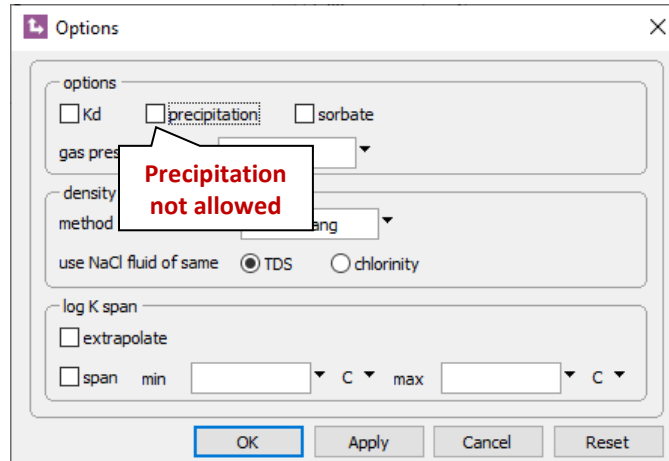 Options
options
Kd precipitation sorbate
gas pres
Precipitation
not allowed
density
method ang
use NaCl fluid of same TDS chlorinity
log K span
extrapolate
span min C max C
OK Apply Cancel Reset